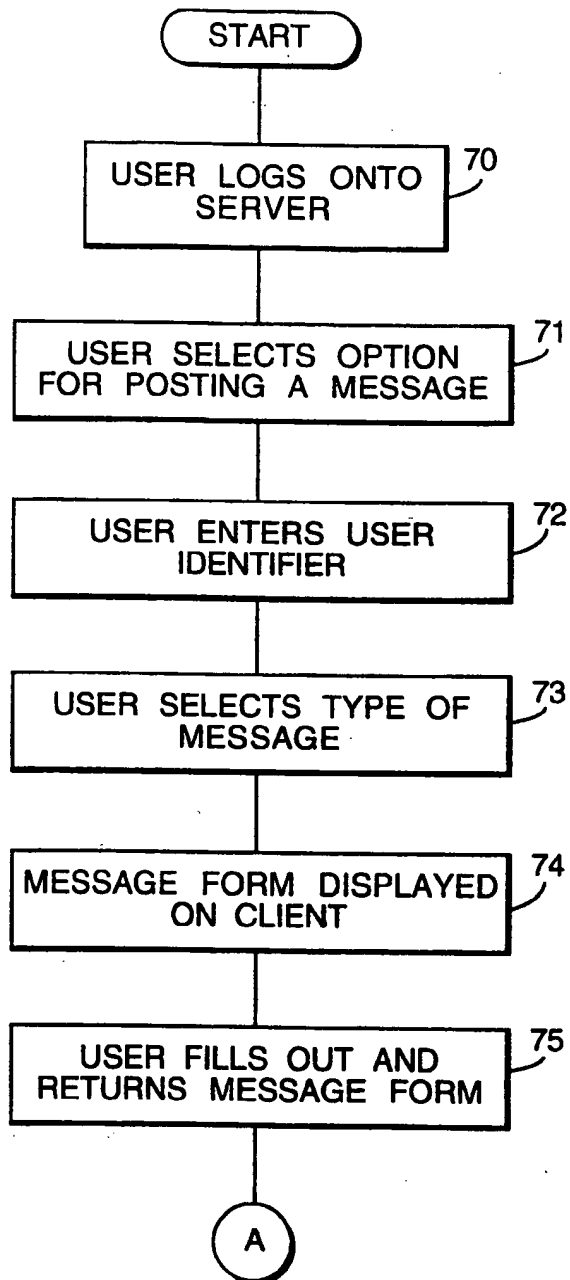 START
USER LOGS ONTO
SERVER
70
USER SELECTS OPTION
FOR POSTING A MESSAGE
71
USER ENTERS USER
IDENTIFIER
72
USER SELECTS TYPE OF
MESSAGE
73
MESSAGE FORM DISPLAYED
ON CLIENT
74
USER FILLS OUT AND
RETURNS MESSAGE FORM
75
A